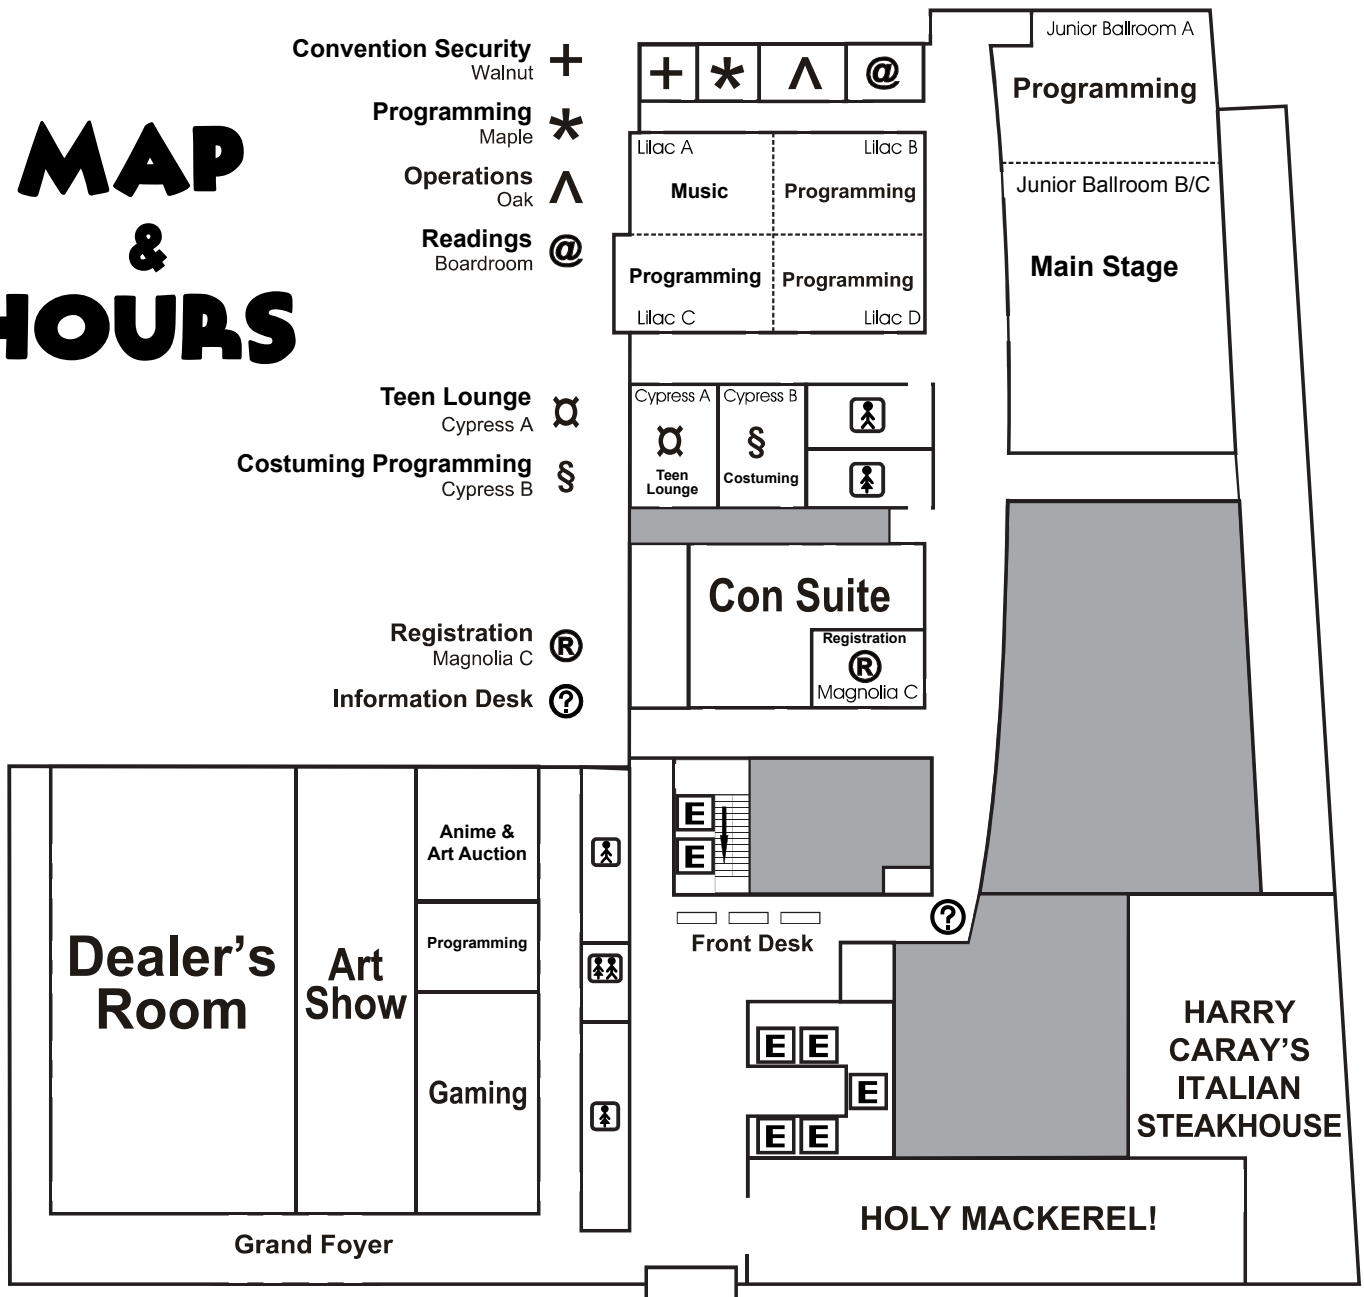 MAP
&
HOURS
Convention Security
Walnut
+
Programming
Maple
*
Operations
Oak
Λ
Readings
Boardroom
@
Teen Lounge
Cypress A
¤
Costuming Programming
Cypress B
§
Registration
Magnolia C
®
Information Desk
?
+ * Λ @
Junior Ballroom A
Programming
Junior Ballroom B/C
Main Stage
Lilac A
Music
Lilac B
Programming
Programming
Lilac C
Programming
Lilac D
Cypress A
¤
Teen
Lounge
Cypress B
§
Costuming
Con Suite
Registration
®
Magnolia C
E
E
Front Desk
?
Dealer's
Room
Art
Show
Anime &
Art Auction
Programming
Gaming
Grand Foyer
E E
E
E E
HARRY
CARAY'S
ITALIAN
STEAKHOUSE
HOLY MACKEREL!